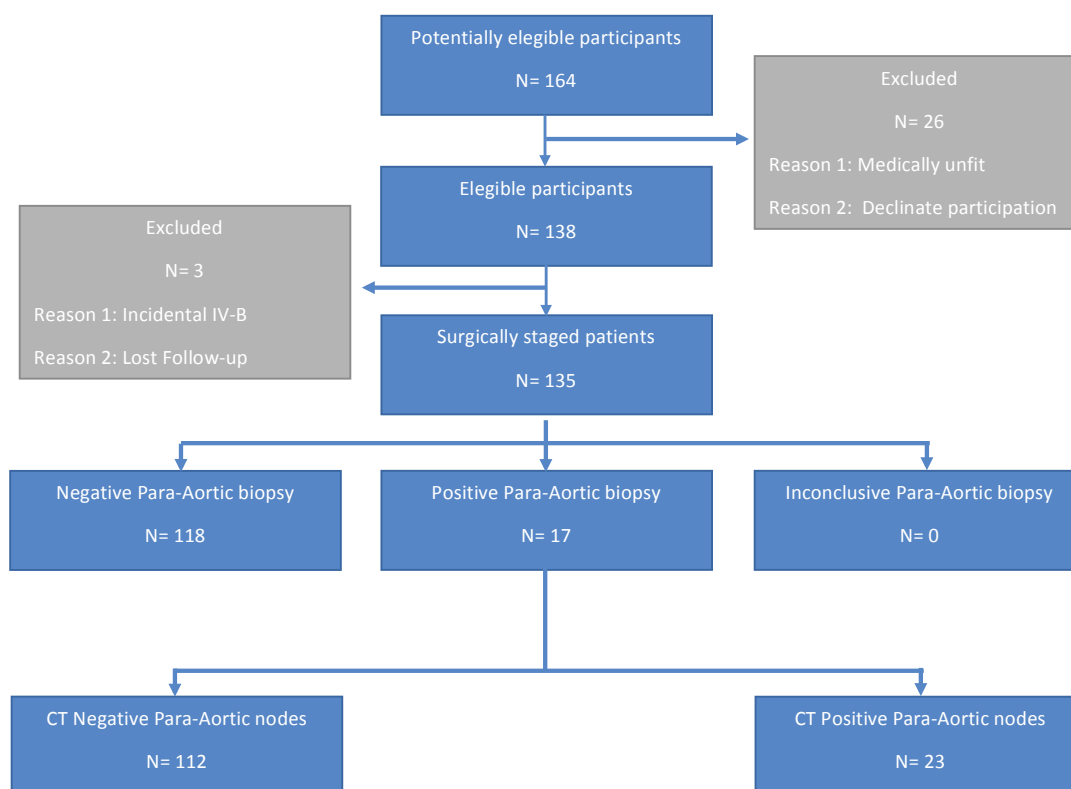 Potentially elegible participants
N= 164
Excluded
N= 26
Reason 1: Medically unfit
Reason 2:  Declinate participation
Elegible participants
N= 138
Excluded
N= 3
Reason 1: Incidental IV-B
Reason 2: Lost Follow-up
Surgically staged patients
N= 135
Negative Para-Aortic biopsy
N= 118
Positive Para-Aortic biopsy
N= 17
Inconclusive Para-Aortic biopsy
N= 0
CT Negative Para-Aortic nodes
N= 112
CT Positive Para-Aortic nodes
N= 23